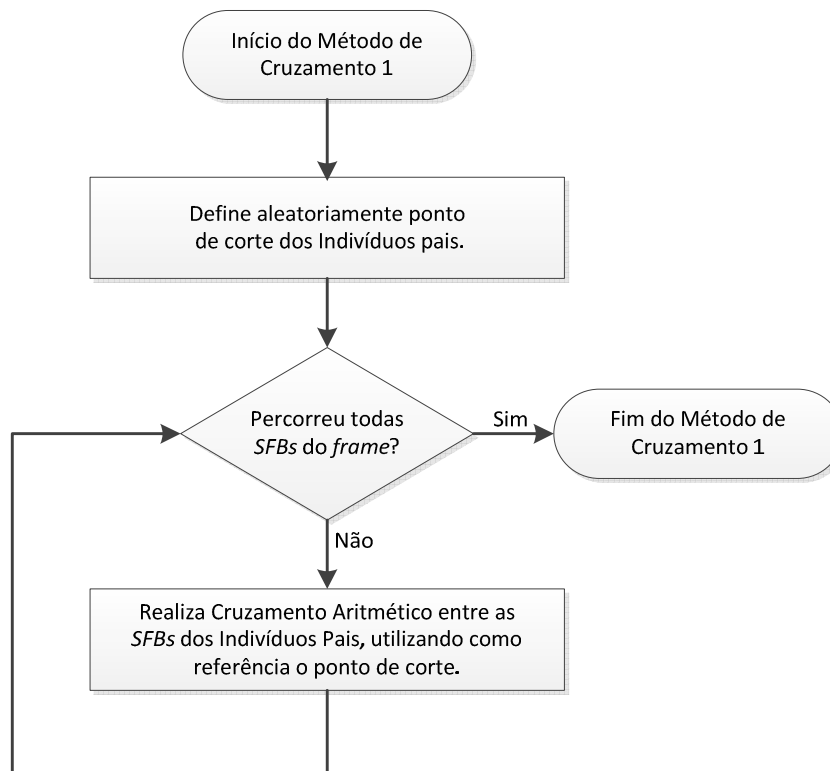 Início do Método de
Cruzamento 1
Define aleatoriamente ponto
de corte dos Indivíduos pais.
Percorreu todas
SFBs do frame?
Sim
Fim do Método de
Cruzamento 1
Não
Realiza Cruzamento Aritmético entre as
SFBs dos Indivíduos Pais, utilizando como
referência o ponto de corte.